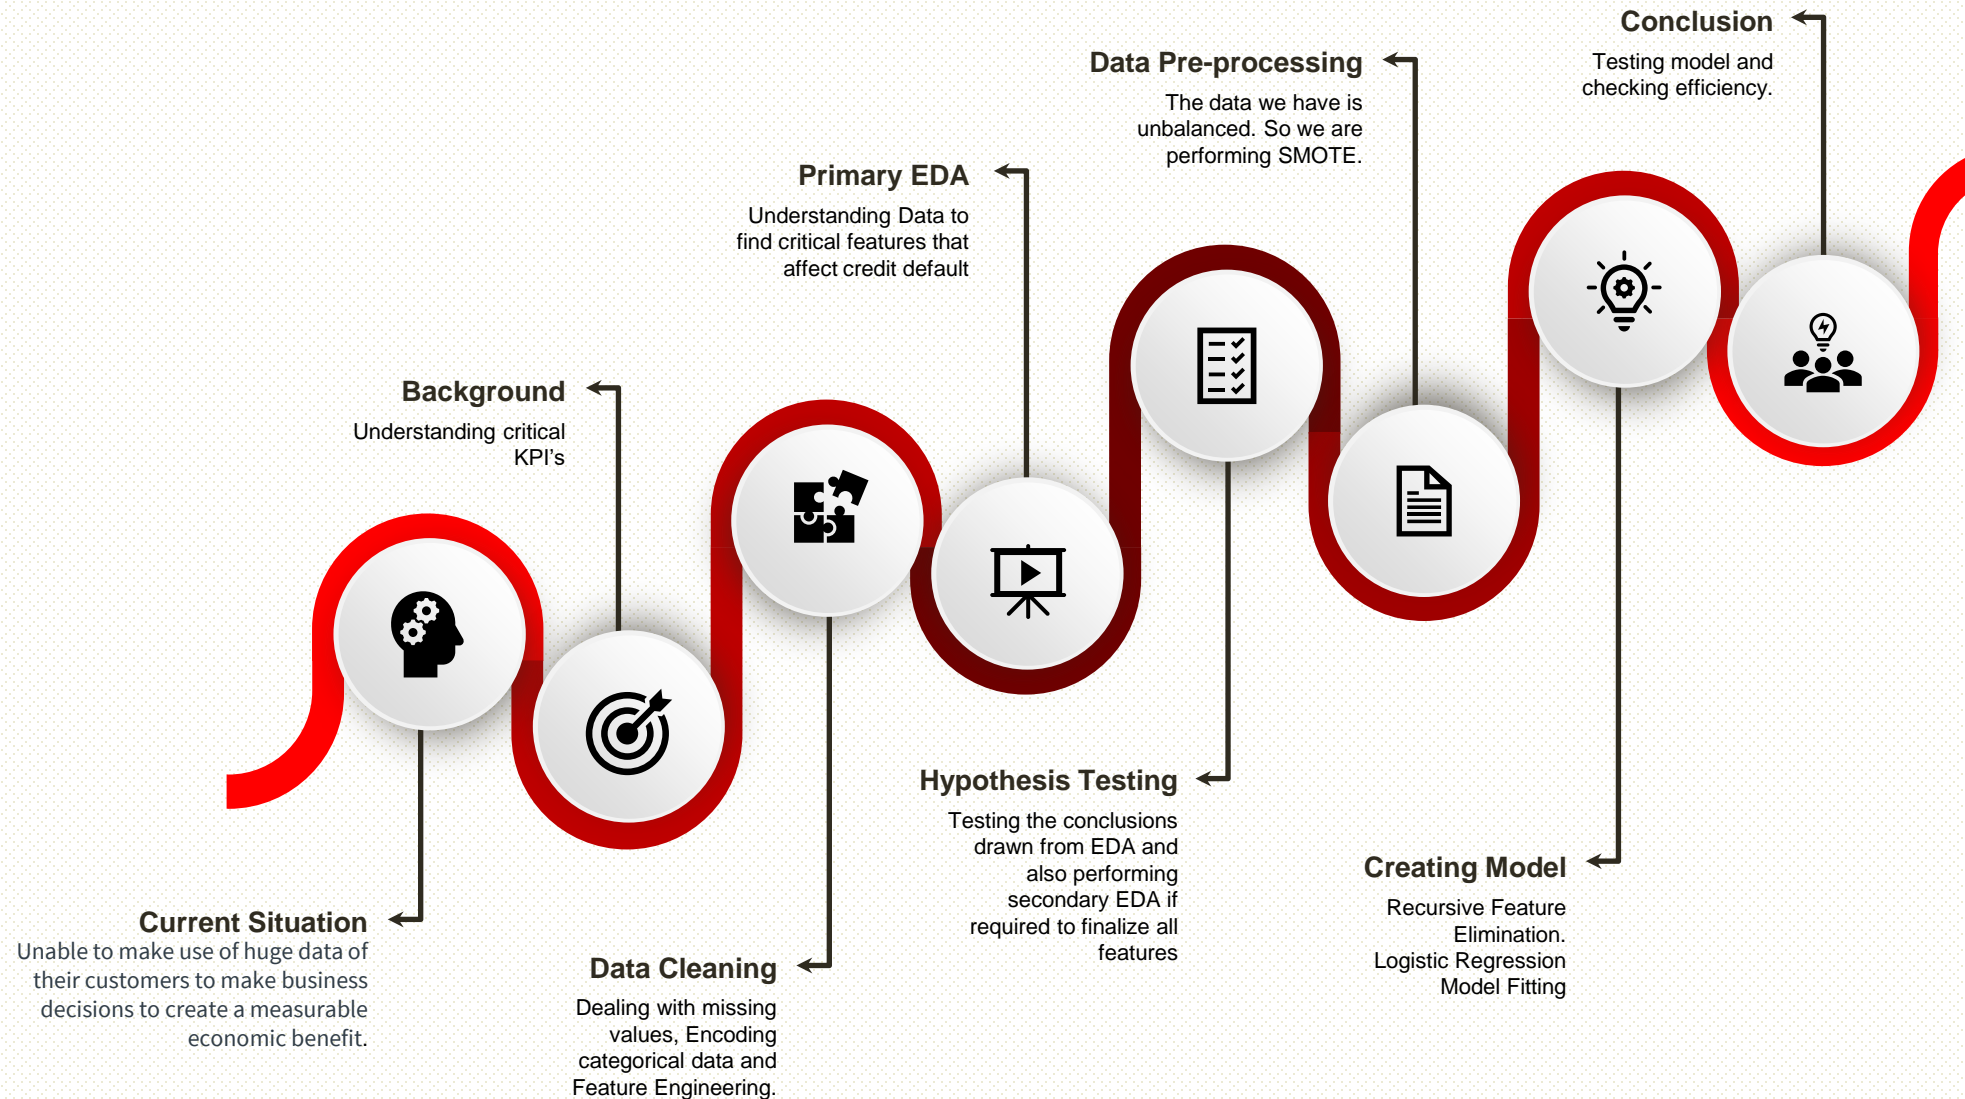 Current Situation
Unable to make use of huge data of
their customers to make business
decisions to create a measurable
economic benefit.
Background
Understanding critical
KPI’s
Data Cleaning
Dealing with missing
values, Encoding
categorical data and
Feature Engineering.
Primary EDA
Understanding Data to
find critical features that
affect credit default
Hypothesis Testing
Testing the conclusions
drawn from EDA and
also performing
secondary EDA if
required to finalize all
features
Data Pre-processing
The data we have is
unbalanced. So we are
performing SMOTE.
Creating Model
Recursive Feature
Elimination.
Logistic Regression
Model Fitting
Conclusion
Testing model and
checking efficiency.